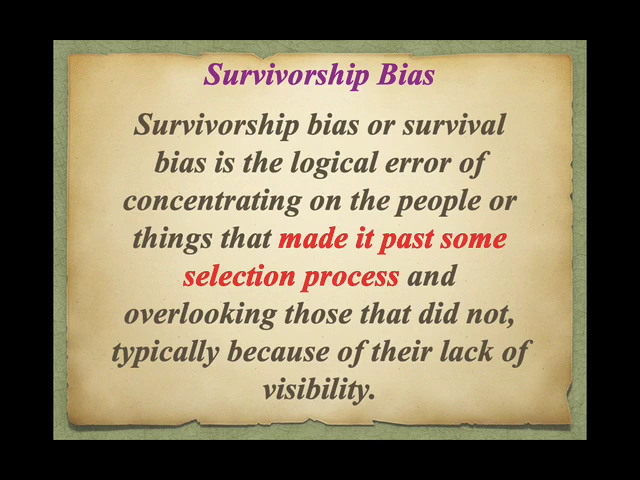 Survivorship Bias
Survivorship bias or survival
bias is the logical error of
concentrating on the people or
things that made it past some
selection process and
overlooking those that did not,
typically because of their lack of
visibility.